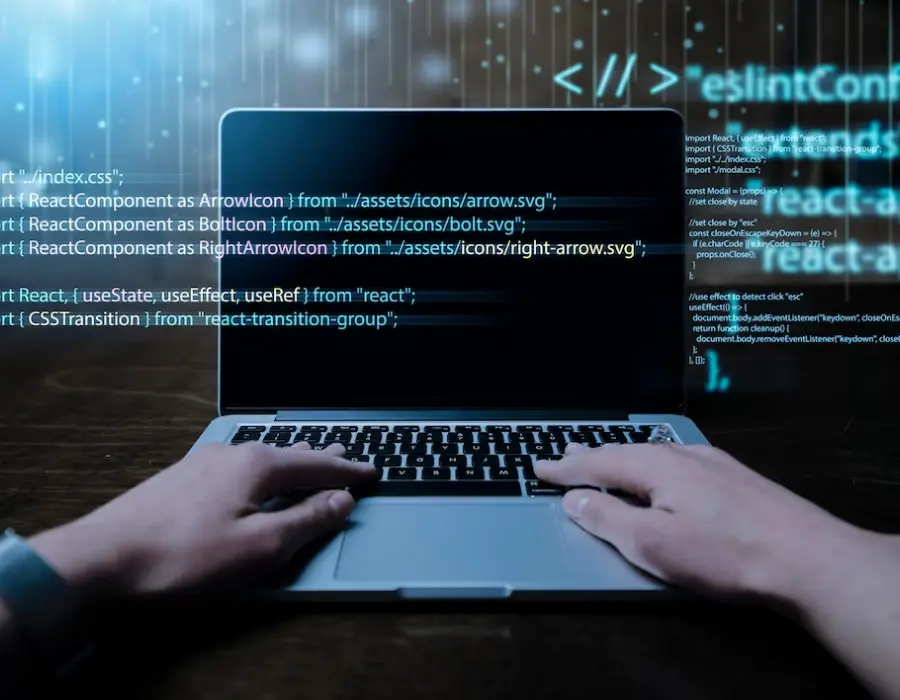 rt "../index.css";
rt { ReactComponent as ArrowIcon } from "../assets/icons/arrow.svg";
rt { ReactComponent as BoltIcon } from "../assets/icons/bolt.svg";
rt { ReactComponent as RightArrowIcon } from "../assets/icons/right-arrow.svg";
rt React, { useState, useEffect, useRef } from "react";
rt { CSSTransition } from "react-transition-group";
< // >
"eslintConf
"extends
react-a
react-a
},
import React, { useEffect } from "react";
import { CSSTransition } from "react-transition-group";
import "../../index.css";
import "./modal.css";
const Modal = (props) => {
//set close by state
//set close by "esc"
const closeOnEscapeKeyDown = (e) => {
if (e.charCode || e.keyCode === 27) {
props.onClose();
}
};
//use effect to detect click "esc"
useEffect(() => {
document.body.addEventListener("keydown", closeOnEs
return function cleanup() {
document.body.removeEventListener("keydown", close
};
}, []);